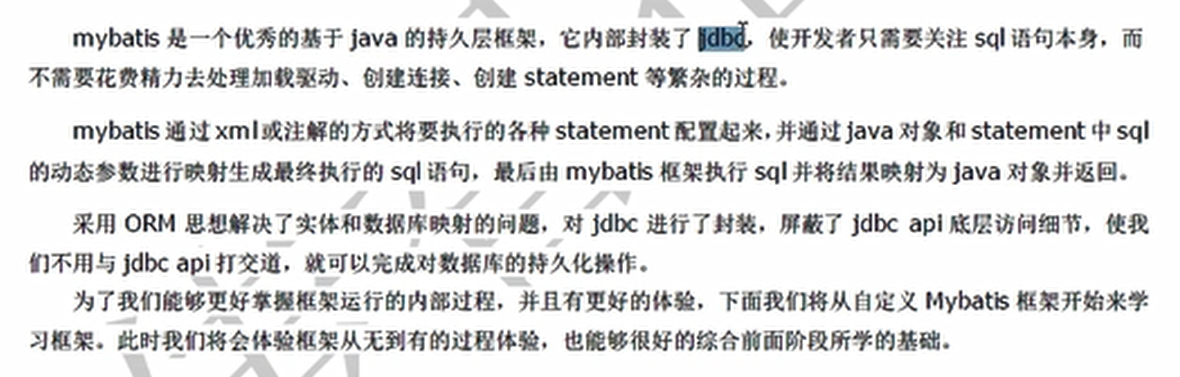 mybatis 是一个优秀的基于 java 的持久层框架，它内部封装了 jdbc，使开发者只需要关注 sql 语句本身，而
不需要花费精力去处理加载驱动、创建连接、创建 statement 等繁杂的过程。
mybatis 通过 xml 或注解的方式将要执行的各种 statement 配置起来，并通过 java 对象和 statement 中 sql
的动态参数进行映射生成最终执行的 sql 语句，最后由 mybatis 框架执行 sql 并将结果映射为 java 对象并返回。
采用 ORM 思想解决了实体和数据库映射的问题，对 jdbc 进行了封装，屏蔽了 jdbc api 底层访问细节，使我
们不用与 jdbc api 打交道，就可以完成对数据库的持久化操作。
为了我们能够更好掌握框架运行的内部过程，并且有更好的体验，下面我们将从自定义 Mybatis 框架开始来学
习框架。此时我们将会体验框架从无到有的过程体验，也能够很好的综合前面阶段所学的基础。